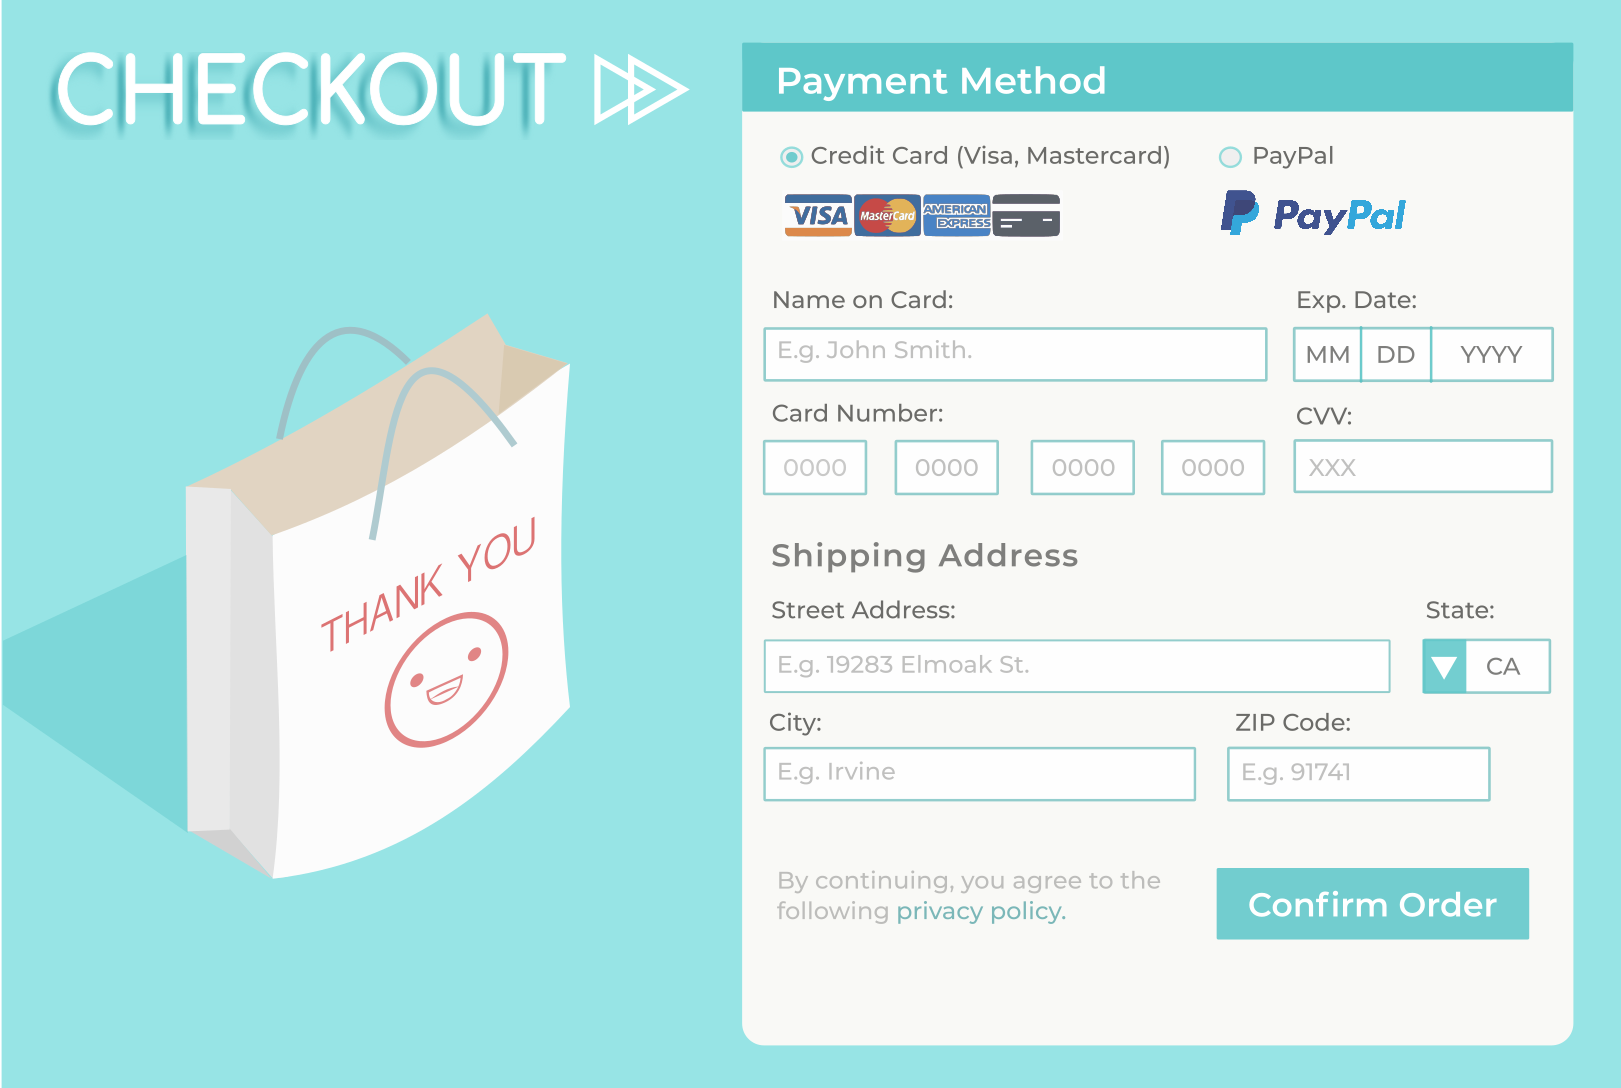 CHECKOUT
Payment Method
Credit Card (Visa, Mastercard)
PayPal
VISA
MasterCard
AMERICAN
EXPRESS
PayPal
Name on Card:
Exp. Date:
E.g. John Smith.
MM
DD
YYYY
Card Number:
CVV:
0000
0000
0000
0000
XXX
THANK YOU
Shipping Address
Street Address:
State:
E.g. 19283 Elmoak St.
CA
City:
ZIP Code:
E.g. Irvine
E.g. 91741
By continuing, you agree to the
following privacy policy.
Confirm Order